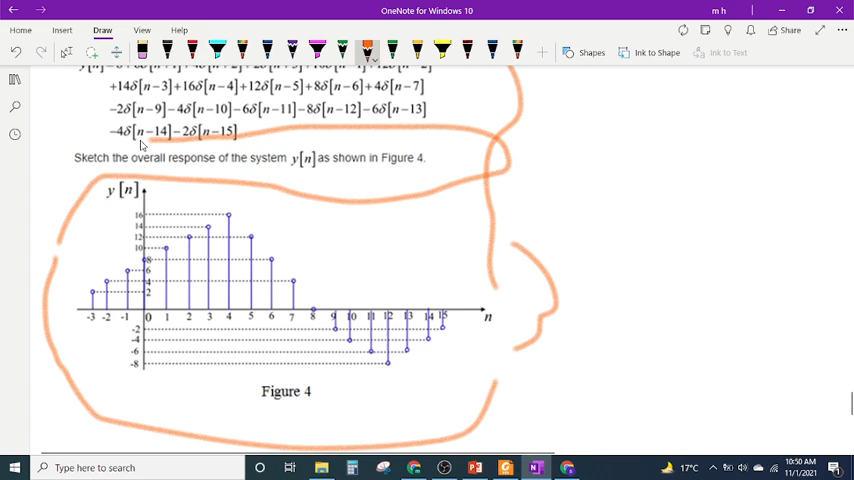 OneNote for Windows 10
m h
Home Insert Draw View Help
Share
Shapes Ink to Shape Ink to Text
+14δ[n−3]+16δ[n−4]+12δ[n−5]+8δ[n−6]+4δ[n−7]
−2δ[n−9]−4δ[n−10]−6δ[n−11]−8δ[n−12]−6δ[n−13]
−4δ[n−14]−2δ[n−15]
Sketch the overall response of the system y[n] as shown in Figure 4.
y[n]
16
14
12
10
8
6
4
2
-3 -2 -1 0 1 2 3 4 5 6 7 8 9 10 11 12 13 14 15 n
-2
-4
-6
-8
Figure 4
Type here to search
17°C
10:50 AM
11/1/2021